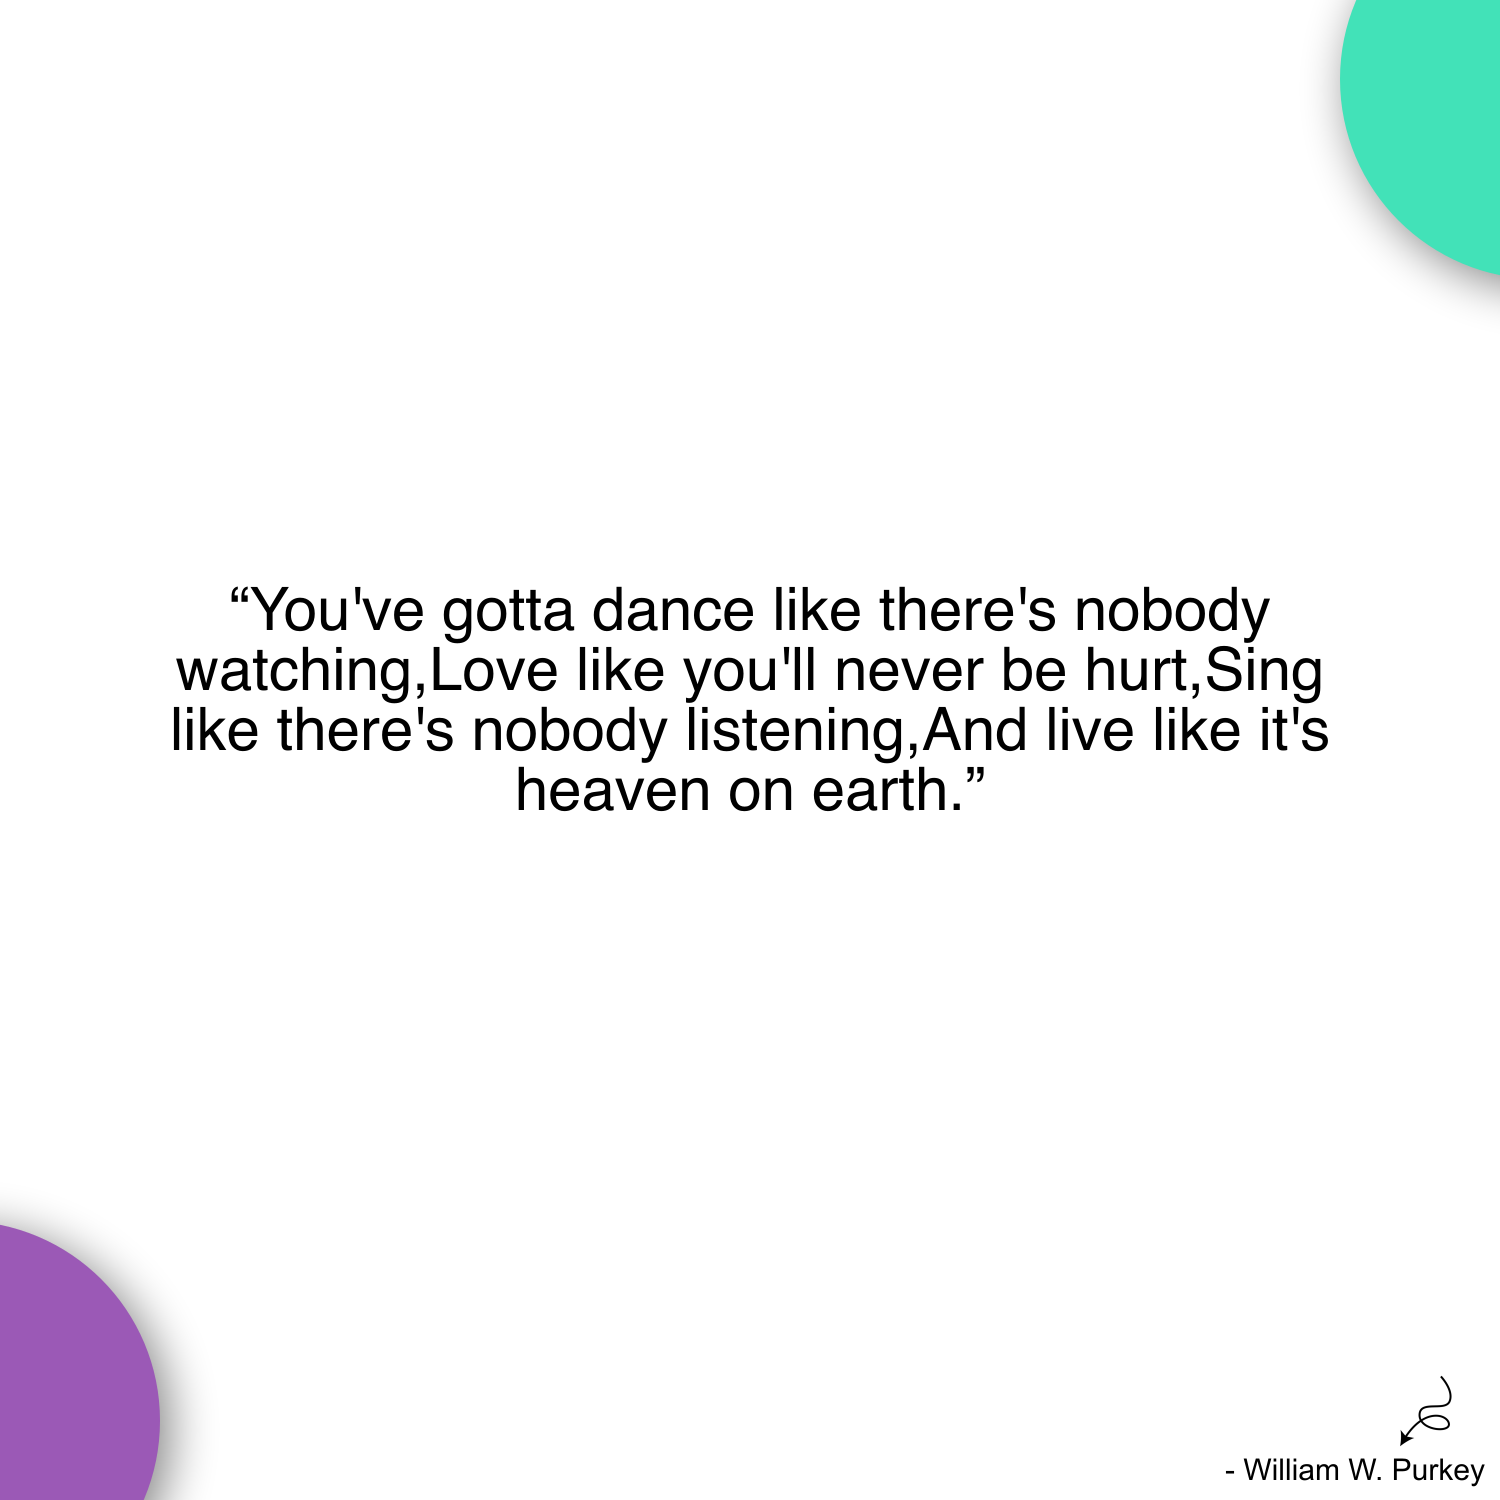 “You've gotta dance like there's nobody
watching,Love like you'll never be hurt,Sing
like there's nobody listening,And live like it's
heaven on earth.”
- William W. Purkey